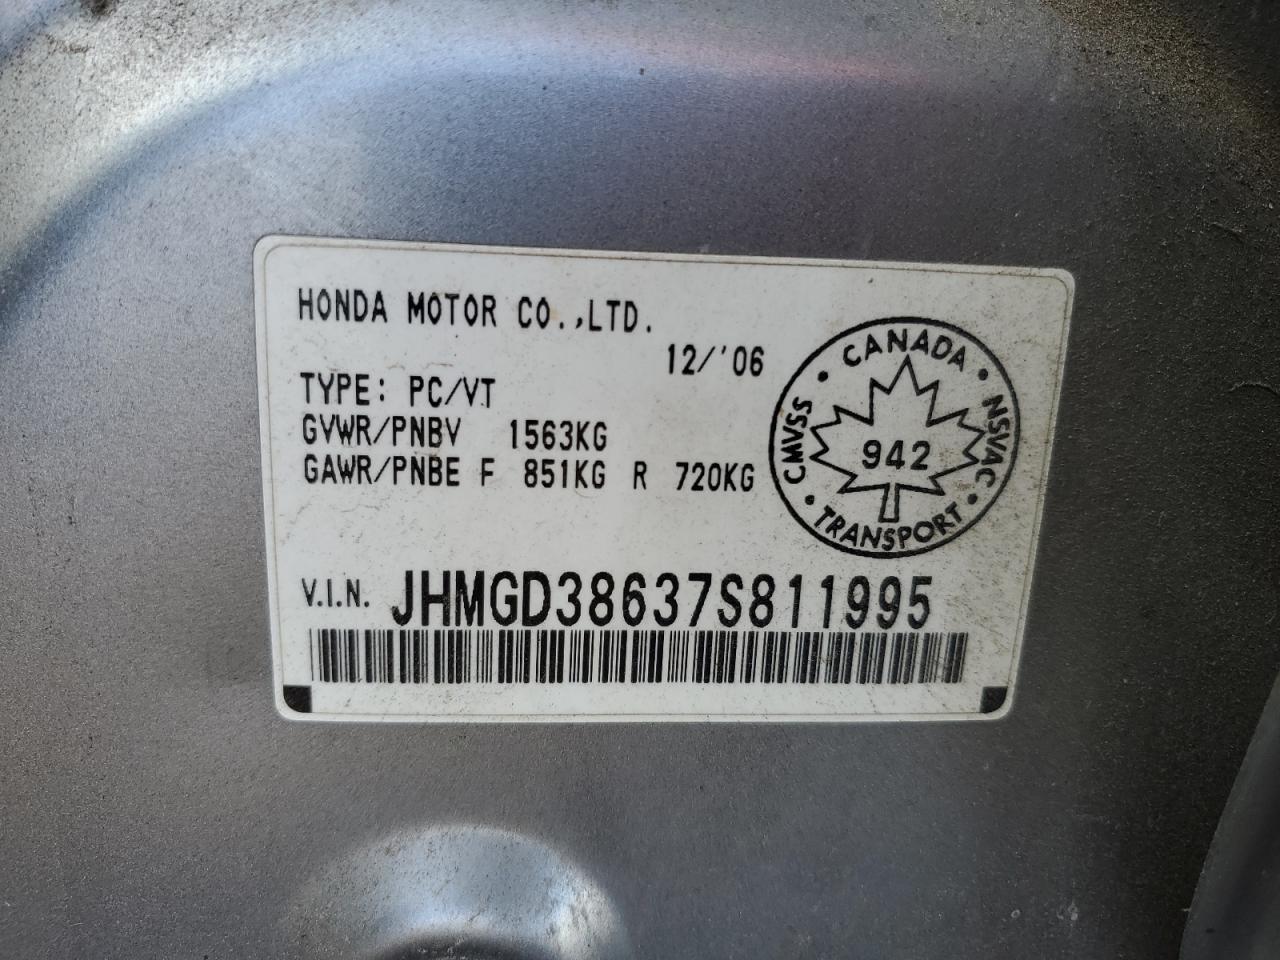 HONDA MOTOR CO.,LTD.
12/'06
TYPE: PC/VT
GVWR/PNBV 1563KG
GAWR/PNBE F 851KG R 720KG
CANADA
CMVSS
NSVAC
942
TRANSPORT
V.I.N. JHMGD38637S811995